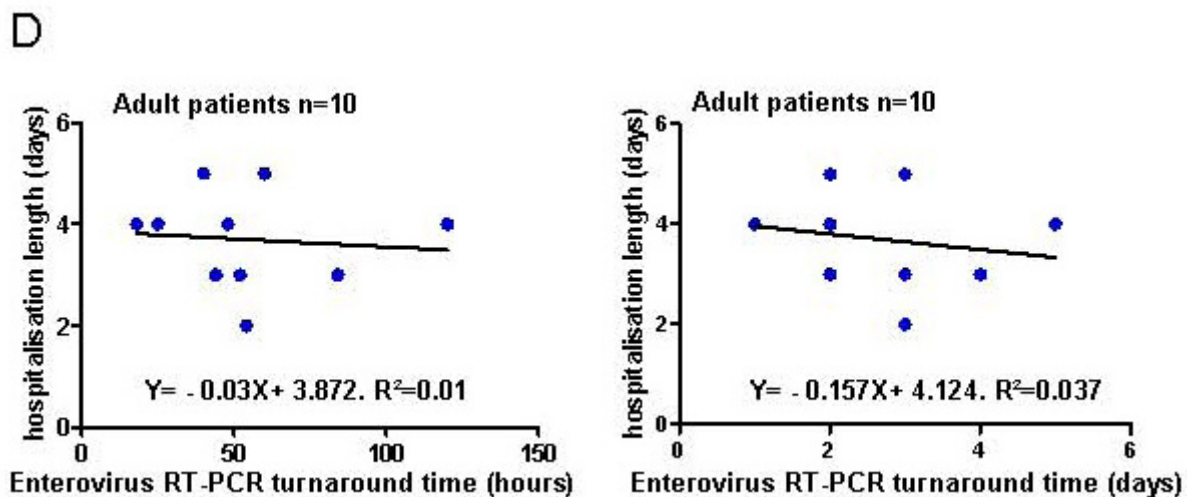 D
Adult patients n=10
hospitalisation length (days)
6
4
2
0
0
50
100
150
Y= - 0.03X+ 3.872. R²=0.01
Enterovirus RT-PCR turnaround time (hours)
Adult patients n=10
hospitalisation length (days)
6
4
2
0
0
2
4
6
Y= - 0.157X+ 4.124. R²=0.037
Enterovirus RT-PCR turnaround time (days)